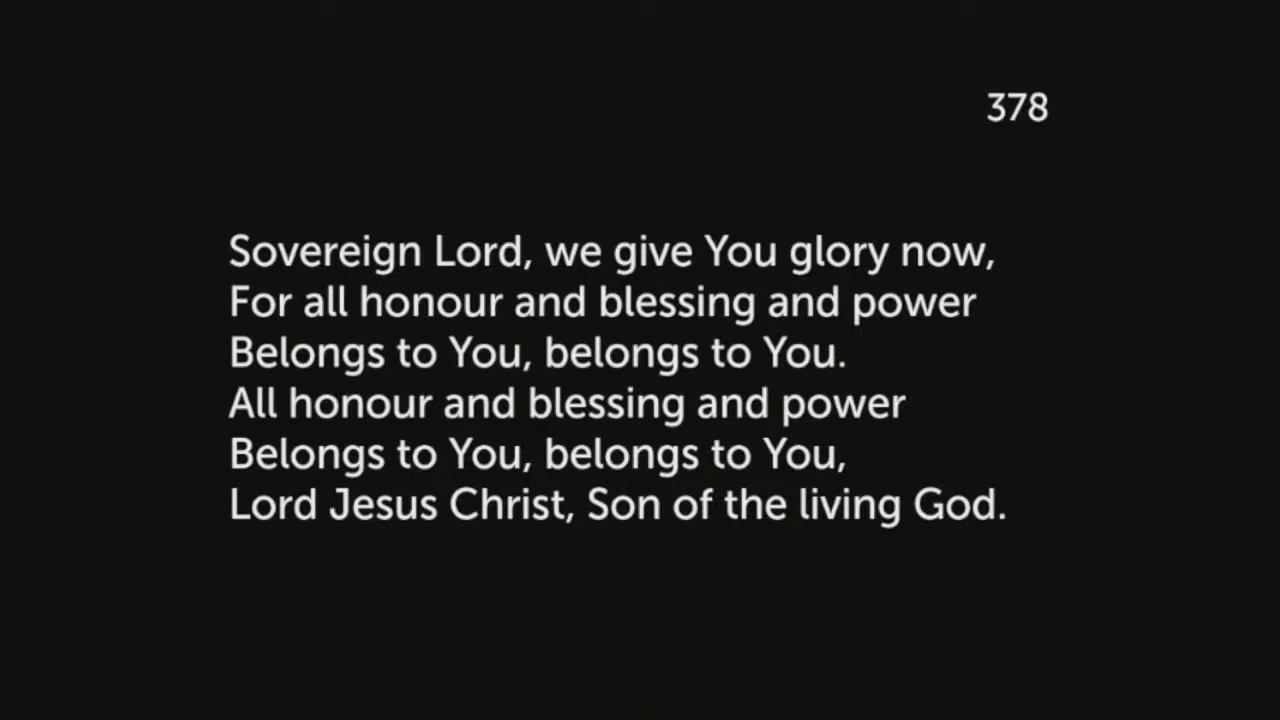 378
Sovereign Lord, we give You glory now,
For all honour and blessing and power
Belongs to You, belongs to You.
All honour and blessing and power
Belongs to You, belongs to You,
Lord Jesus Christ, Son of the living God.